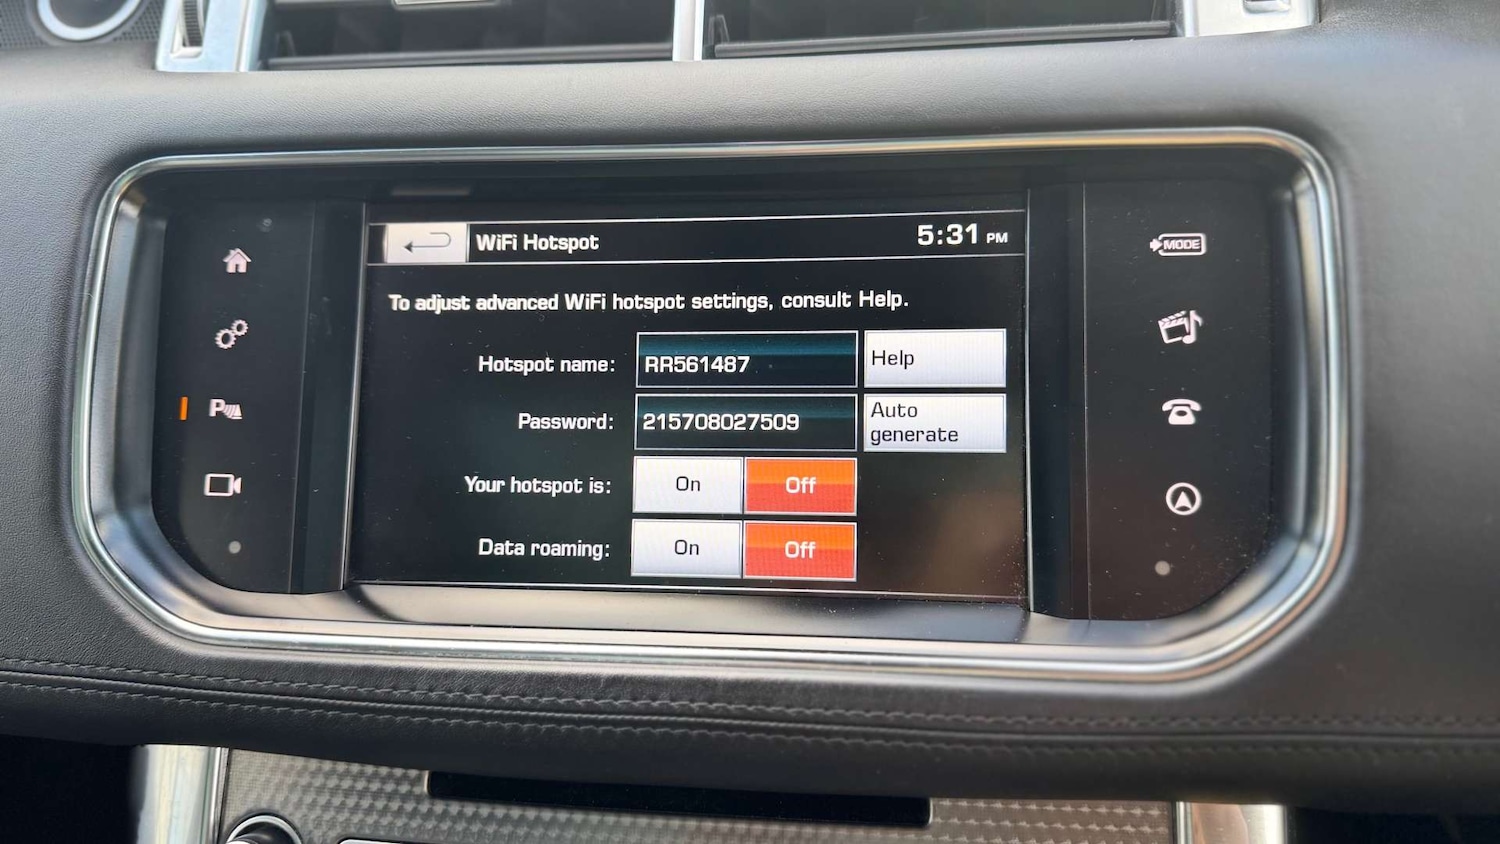 WiFi Hotspot
5:31 PM
MODE
To adjust advanced WiFi hotspot settings, consult Help.
Hotspot name: RR561487 Help
Password: 215708027509 Auto
generate
Your hotspot is: On Off
Data roaming: On Off
P